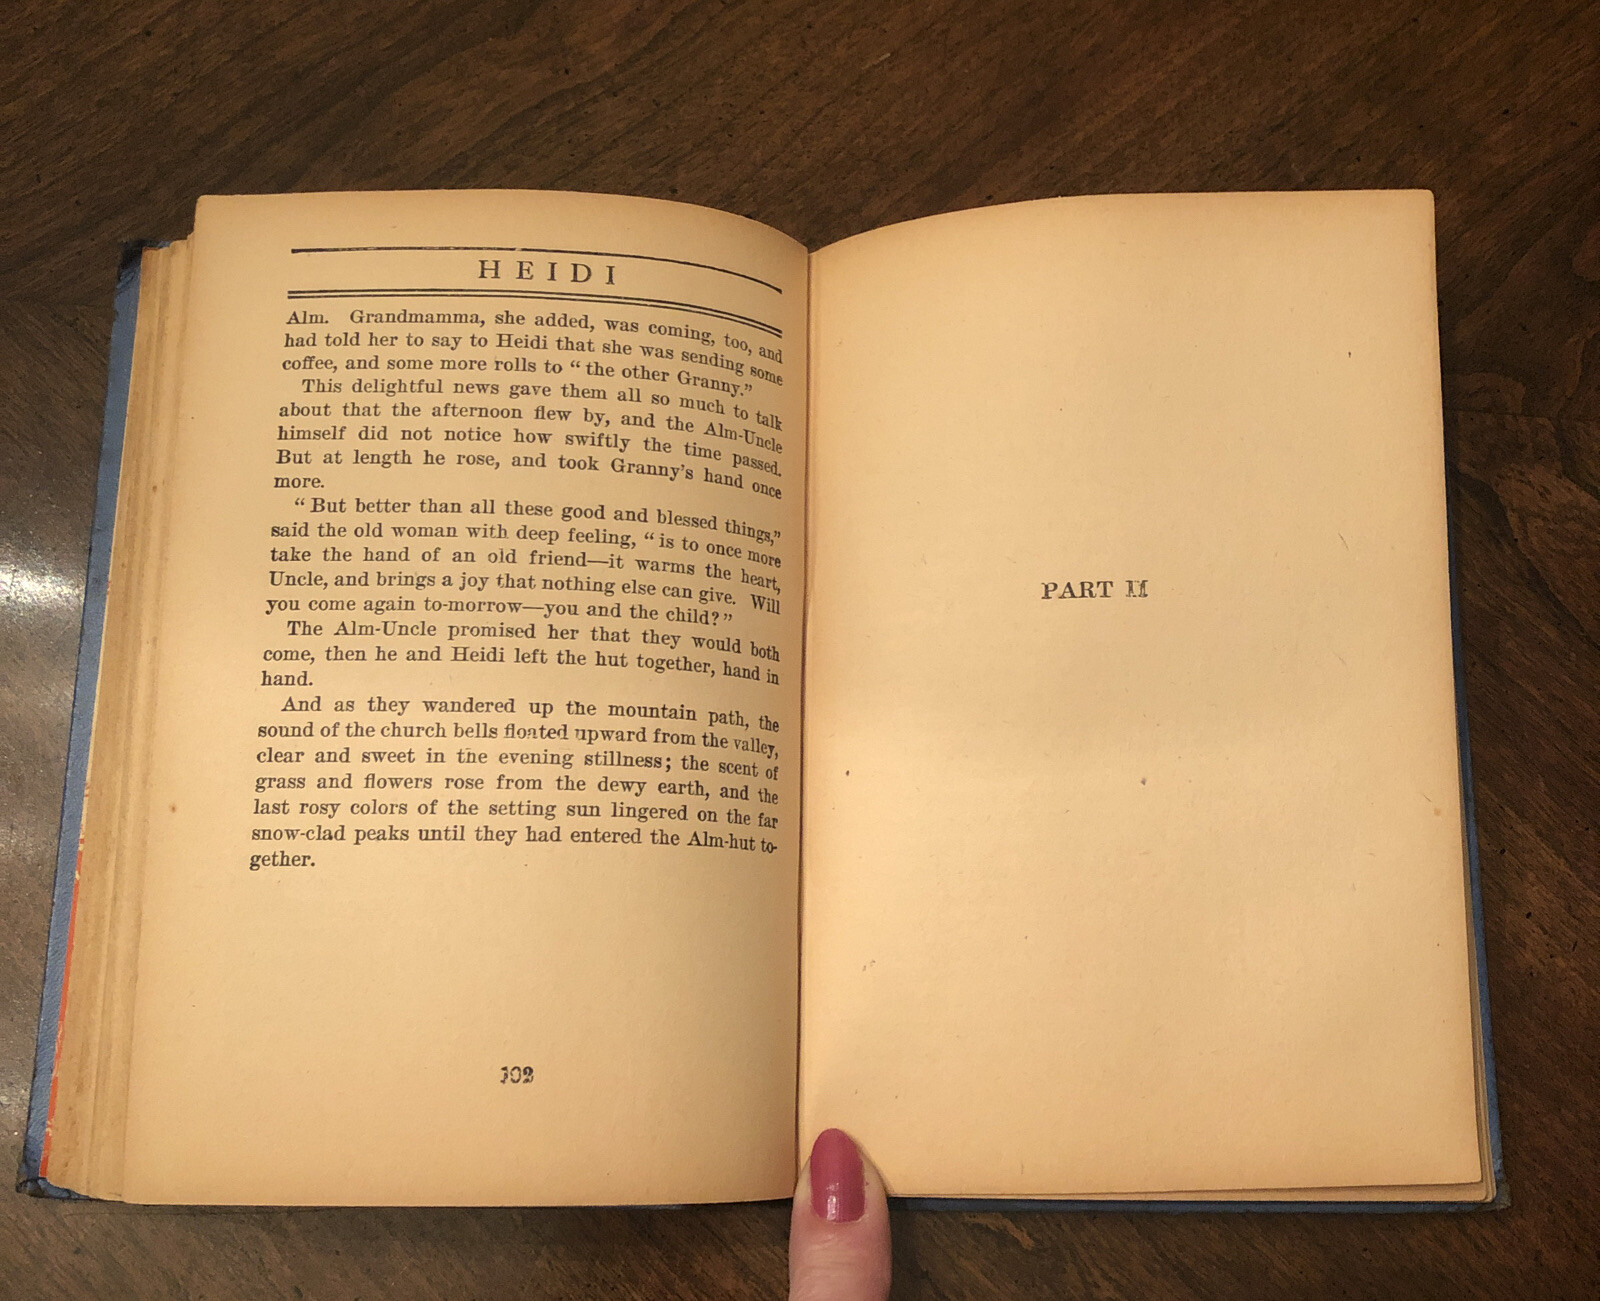 HEIDI
Alm. Grandmamma, she added, was coming, too, and
had told her to say to Heidi that she was sending some
coffee, and some more rolls to “ the other Granny.”
This delightful news gave them all so much to talk
about that the afternoon flew by, and the Alm-Uncle
himself did not notice how swiftly the time passed.
But at length he rose, and took Granny’s hand once
more.
“ But better than all these good and blessed things,”
said the old woman with deep feeling, “ is to once more
take the hand of an old friend—it warms the heart,
Uncle, and brings a joy that nothing else can give. Will
you come again to-morrow—you and the child? ”
The Alm-Uncle promised her that they would both
come, then he and Heidi left the hut together, hand in
hand.
And as they wandered up the mountain path, the
sound of the church bells floated upward from the valley,
clear and sweet in the evening stillness; the scent of
grass and flowers rose from the dewy earth, and the
last rosy colors of the setting sun lingered on the far
snow-clad peaks until they had entered the Alm-hut to-
gether.
PART II